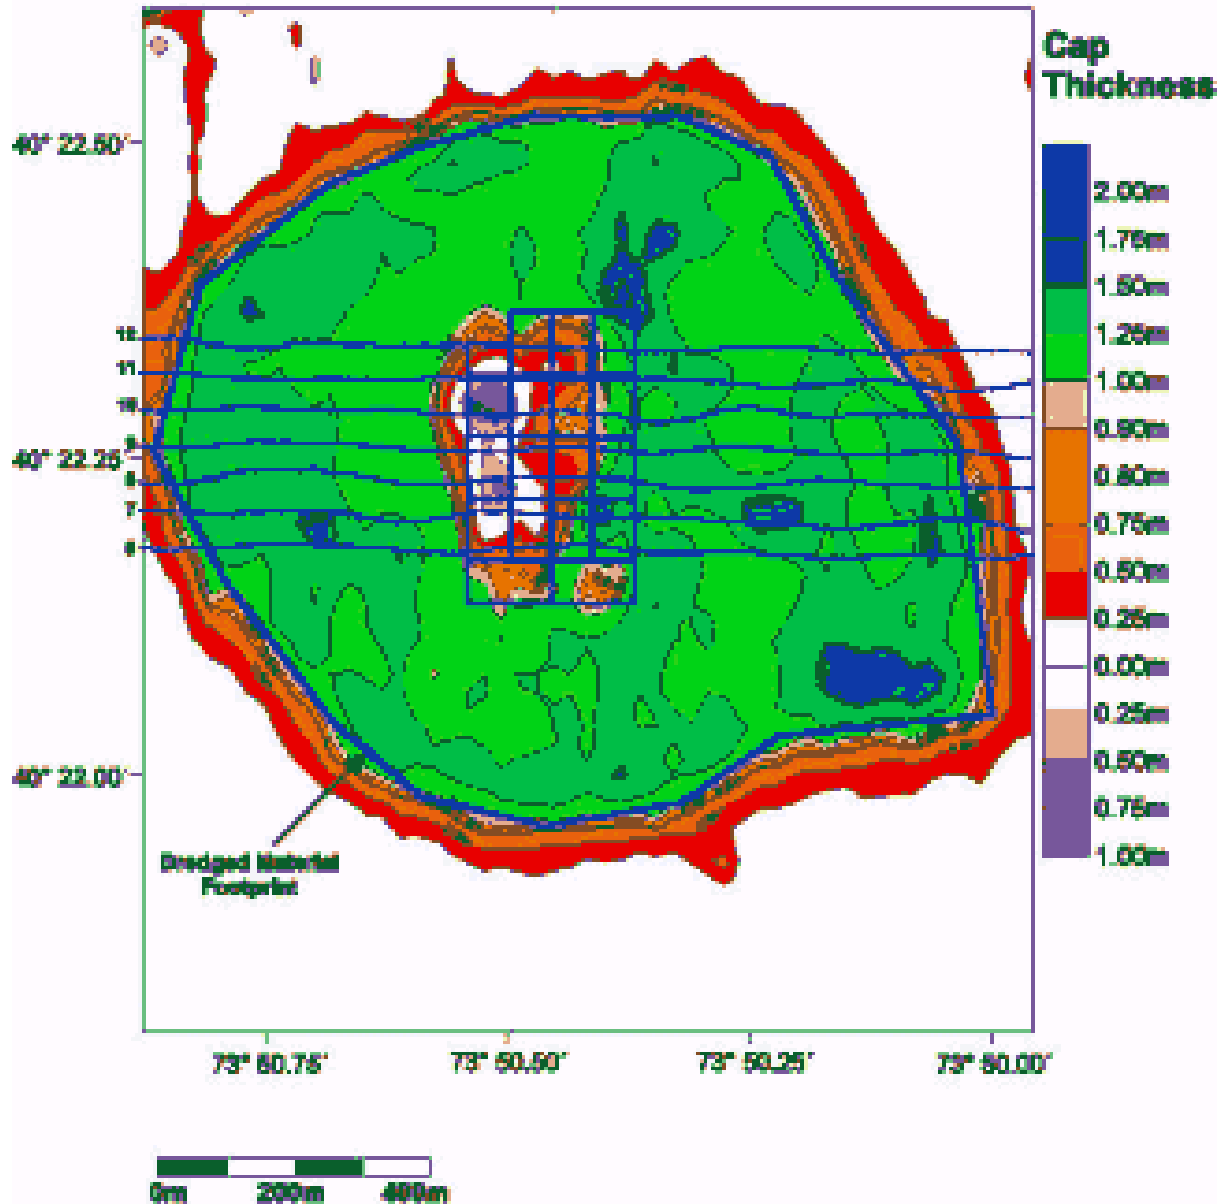 Cap
Thickness
40° 22.50'
40° 22.25'
40° 22.00'
2.00m
1.75m
1.50m
1.25m
1.00m
0.90m
0.80m
0.75m
0.50m
0.25m
0.00m
0.25m
0.50m
0.75m
1.00m
12
11
10
9
8
7
6
Dredged Material
Footprint
73° 50.75'
73° 50.50'
73° 50.25'
73° 50.00'
0m
200m
400m